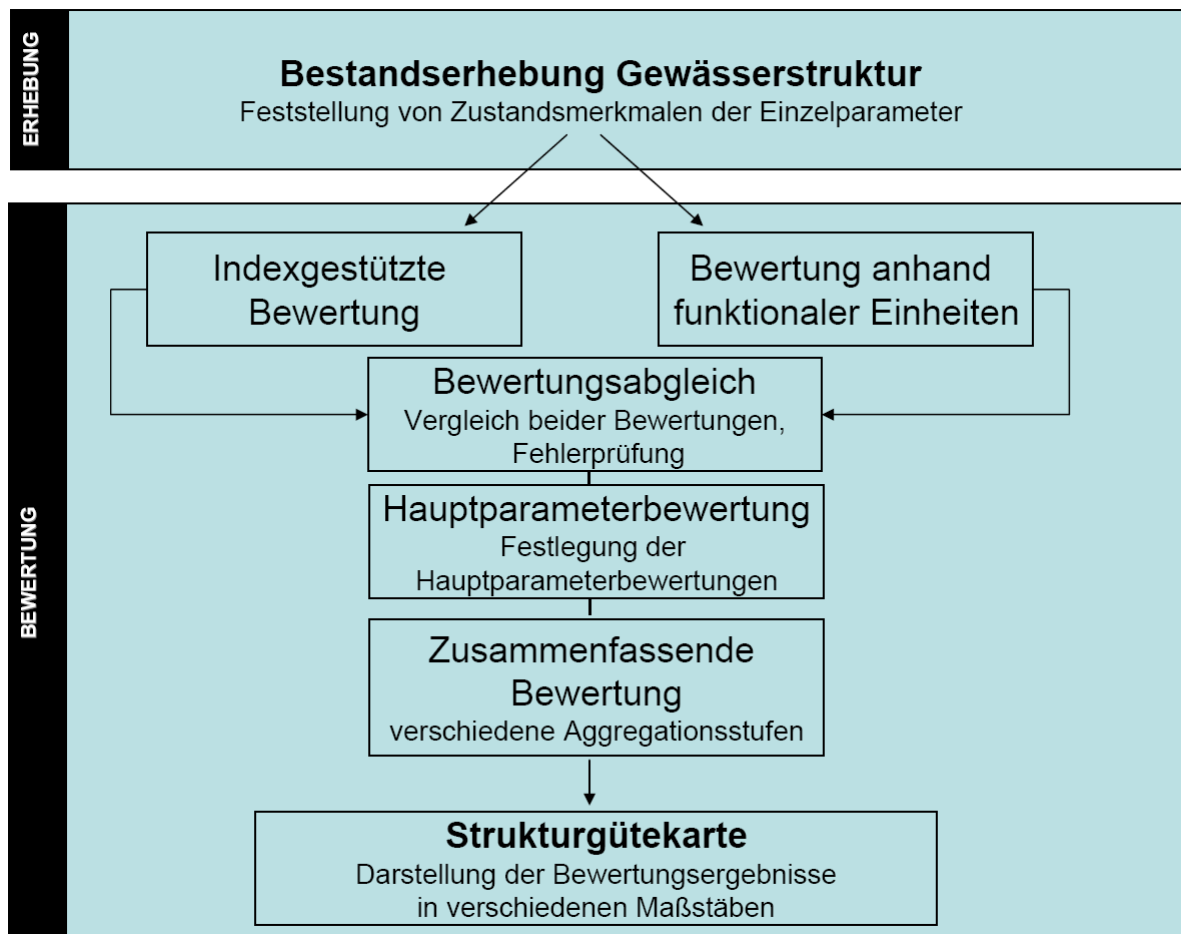 ERHEBUNG
Bestandserhebung Gewässerstruktur
Feststellung von Zustandsmerkmalen der Einzelparameter
BEWERTUNG
Indexgestützte
Bewertung
Bewertung anhand
funktionaler Einheiten
Bewertungsabgleich
Vergleich beider Bewertungen,
Fehlerprüfung
Hauptparameterbewertung
Festlegung der
Hauptparameterbewertungen
Zusammenfassende
Bewertung
verschiedene Aggregationsstufen
Strukturgütekarte
Darstellung der Bewertungsergebnisse
in verschiedenen Maßstäben